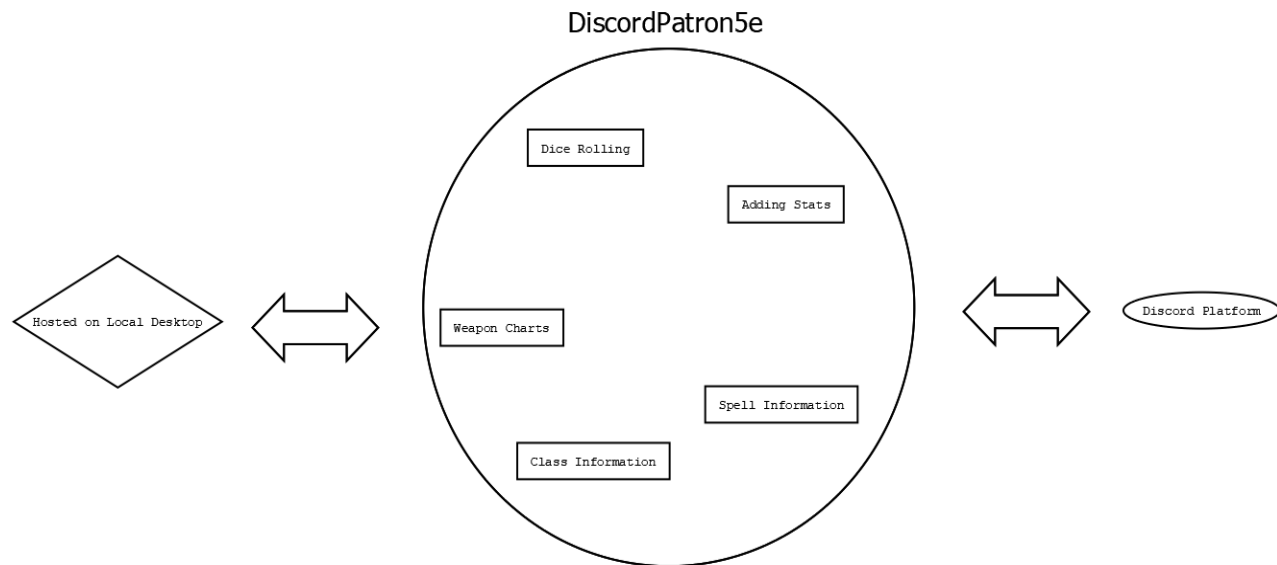 DiscordPatron5e
Dice Rolling
Adding Stats
Hosted on Local Desktop
Weapon Charts
Discord Platform
Spell Information
Class Information